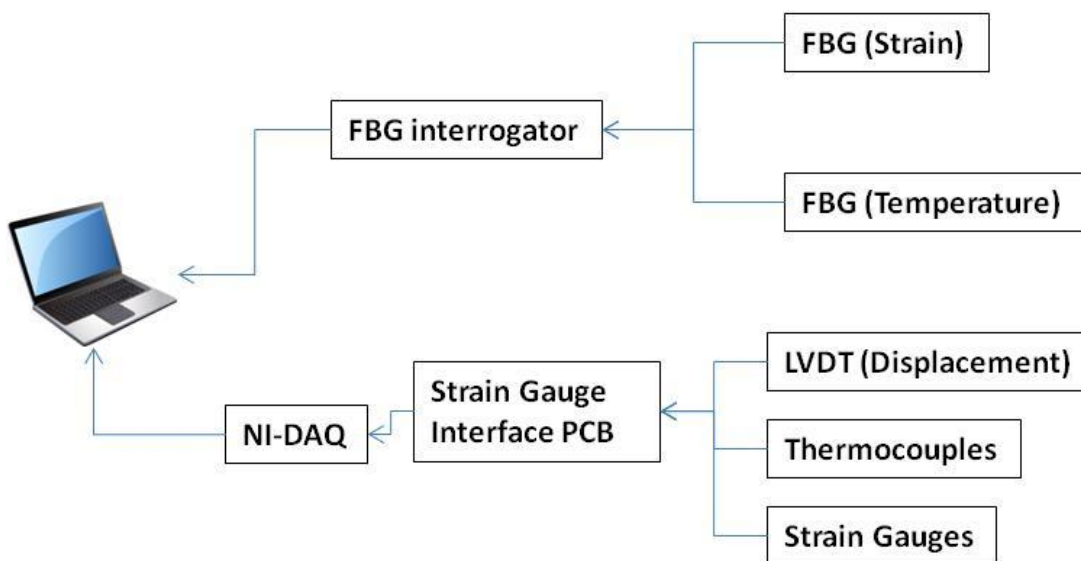 FBG (Strain)
FBG interrogator
FBG (Temperature)
LVDT (Displacement)
Strain Gauge
Interface PCB
NI-DAQ
Thermocouples
Strain Gauges